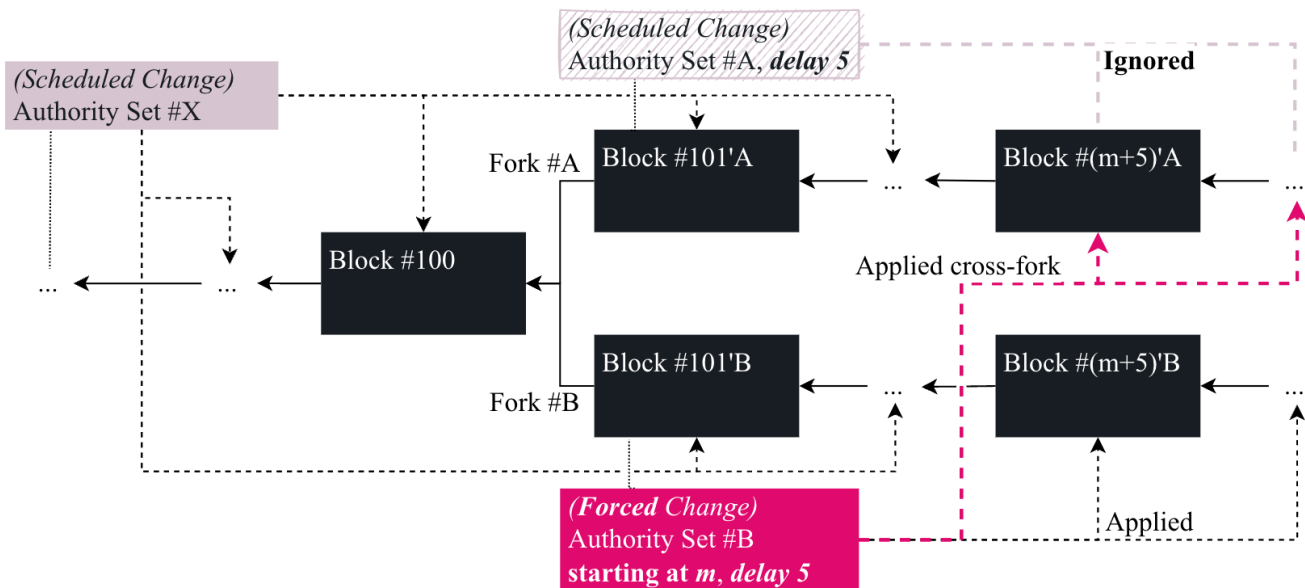 (Scheduled Change)
Authority Set #A, delay 5
Ignored
(Scheduled Change)
Authority Set #X
Fork #A
Block #101'A
...
Block #(m+5)'A
...
...
...
Block #100
Applied cross-fork
Fork #B
Block #101'B
...
Block #(m+5)'B
...
(Forced Change)
Authority Set #B
starting at m, delay 5
Applied